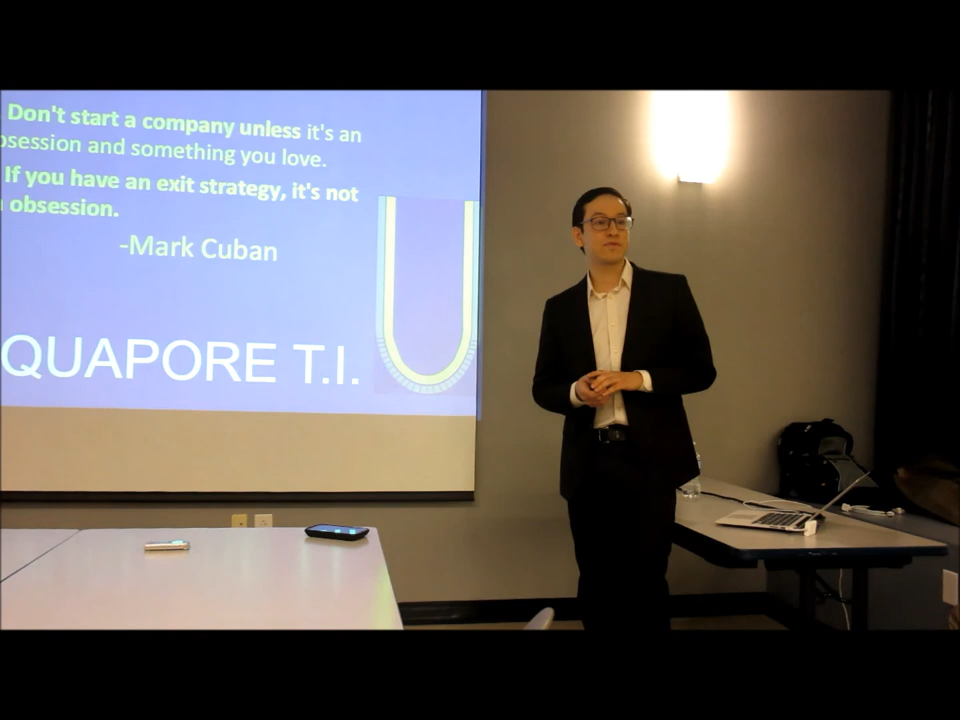 Don't start a company unless it's an
and something you love.
If you have an exit strategy, it's not
obsession.
-Mark Cuban
QUAPORE T.I.